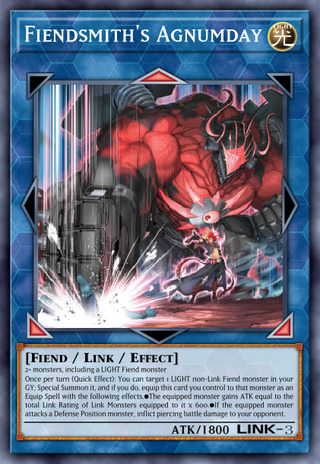 FIENDSMITH'S AGNUMDAY
LIGHT
光
[FIEND / LINK / EFFECT]
2+ monsters, including a LIGHT Fiend monster
Once per turn (Quick Effect): You can target 1 LIGHT non-Link Fiend monster in your
GY; Special Summon it, and if you do, equip this card you control to that monster as an
Equip Spell with the following effects.●The equipped monster gains ATK equal to the
total Link Rating of Link Monsters equipped to it x 600.●If the equipped monster
attacks a Defense Position monster, inflict piercing battle damage to your opponent.
ATK/1800 LINK-3